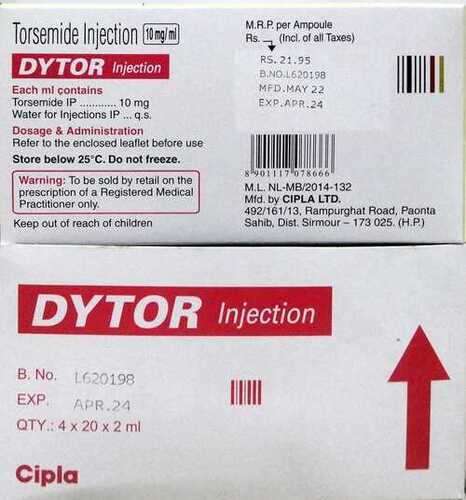 Torsemide Injection 10 mg/ml
DYTOR Injection
Each ml contains
Torsemide IP ............ 10 mg
Water for Injections IP ... q.s.
Dosage & Administration
Refer to the enclosed leaflet before use
Store below 25°C. Do not freeze.
Warning: To be sold by retail on the
prescription of a Registered Medical
Practitioner only.
Keep out of reach of children
M.R.P. per Ampoule
Rs. (Incl. of all Taxes)
RS. 21.95
B.NO.L620198
MFD.MAY 22
EXP.APR.24
8 901117 078666
M.L. NL-MB/2014-132
Mfd. by CIPLA LTD.
492/161/13, Rampurghat Road, Paonta
Sahib, Dist. Sirmour – 173 025. (H.P.)
DYTOR Injection
B. No. L620198
EXP. APR.24
QTY.: 4 x 20 x 2 ml
Cipla